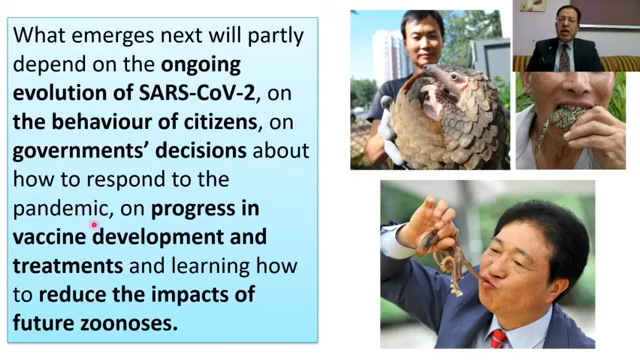 What emerges next will partly
depend on the ongoing
evolution of SARS-CoV-2, on
the behaviour of citizens, on
governments' decisions about
how to respond to the
pandemic, on progress in
vaccine development and
treatments and learning how
to reduce the impacts of
future zoonoses.